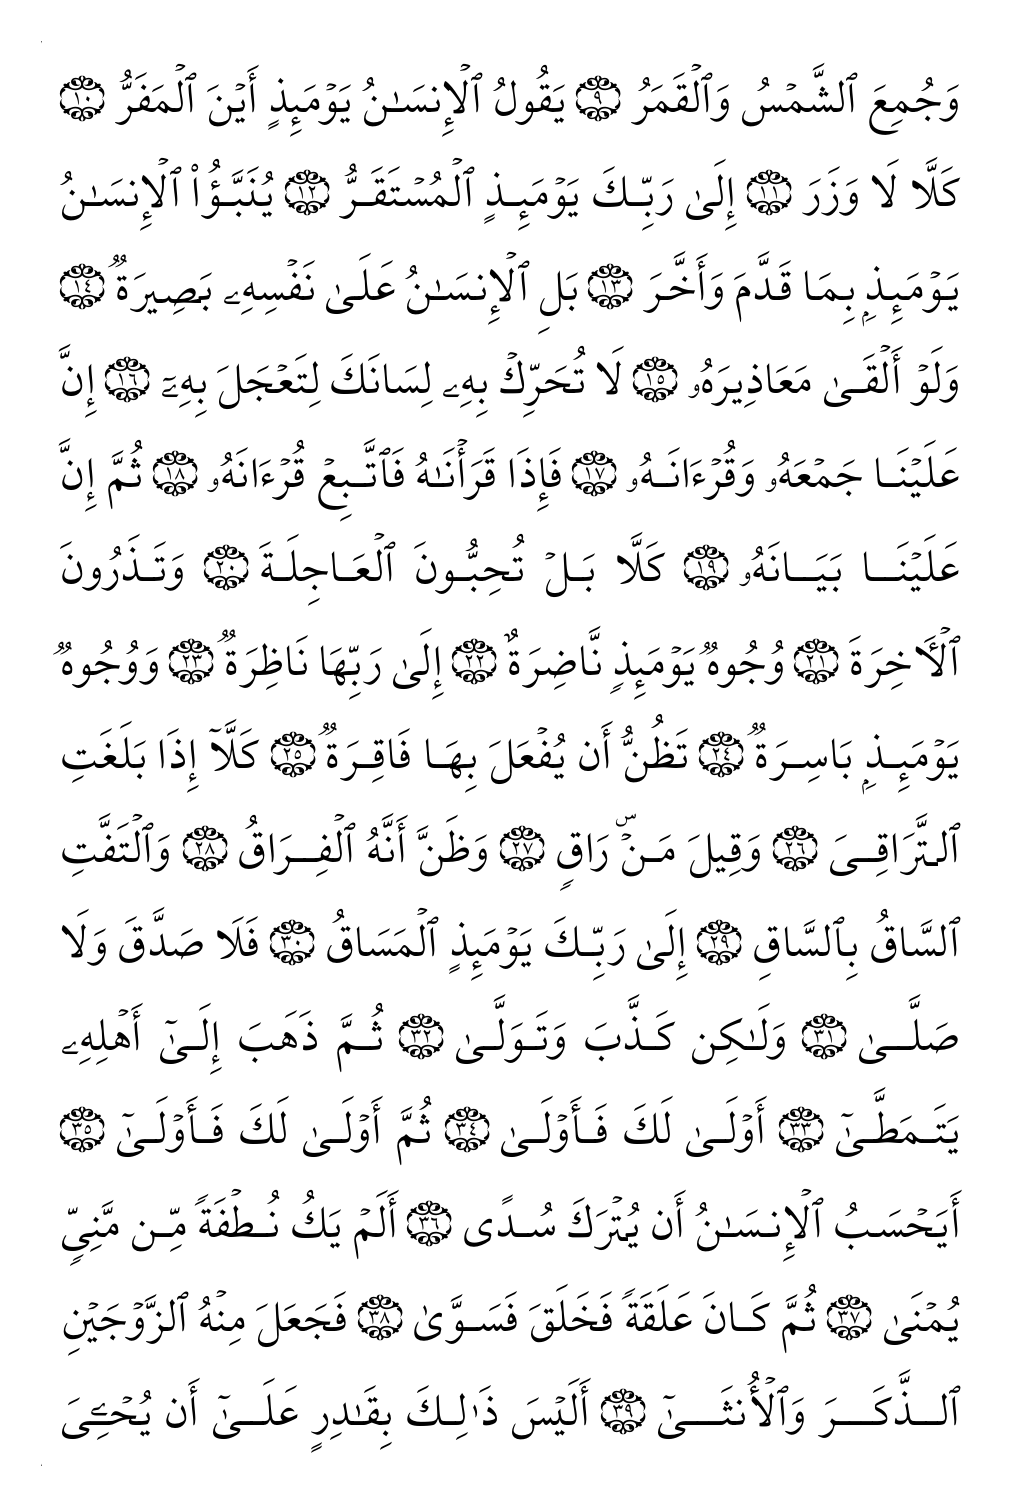 وَجُمِعَ ٱلشَّمۡسُ وَٱلۡقَمَرُ ٩ يَقُولُ ٱلۡإِنسَـٰنُ يَوۡمَئِذٍ أَيۡنَ ٱلۡمَفَرُّ ١٠
كَلَّا لَا وَزَرَ ١١ إِلَىٰ رَبِّكَ يَوۡمَئِذٍ ٱلۡمُسۡتَقَرُّ ١٢ يُنَبَّؤُا۟ ٱلۡإِنسَـٰنُ
يَوۡمَئِذِۭ بِمَا قَدَّمَ وَأَخَّرَ ١٣ بَلِ ٱلۡإِنسَـٰنُ عَلَىٰ نَفۡسِهِۦ بَصِيرَةࣱ ١٤
وَلَوۡ أَلۡقَىٰ مَعَاذِيرَهُۥ ١٥ لَا تُحَرِّكۡ بِهِۦ لِسَانَكَ لِتَعۡجَلَ بِهِۦۤ ١٦ إِنَّ
عَلَيۡنَا جَمۡعَهُۥ وَقُرۡءَانَهُۥ ١٧ فَإِذَا قَرَأۡنَـٰهُ فَٱتَّبِعۡ قُرۡءَانَهُۥ ١٨ ثُمَّ إِنَّ
عَلَيۡنَا بَيَانَهُۥ ١٩ كَلَّا بَلۡ تُحِبُّونَ ٱلۡعَاجِلَةَ ٢٠ وَتَذَرُونَ
ٱلۡـَٔاخِرَةَ ٢١ وُجُوهࣱ يَوۡمَئِذࣲ نَّاضِرَةٌ ٢٢ إِلَىٰ رَبِّهَا نَاظِرَةࣱ ٢٣ وَوُجُوهࣱ
يَوۡمَئِذِۭ بَاسِرَةࣱ ٢٤ تَظُنُّ أَن يُفۡعَلَ بِهَا فَاقِرَةࣱ ٢٥ كَلَّاۤ إِذَا بَلَغَتِ
ٱلتَّرَاقِیَ ٢٦ وَقِيلَ مَنۡۜ رَاقࣲ ٢٧ وَظَنَّ أَنَّهُ ٱلۡفِرَاقُ ٢٨ وَٱلۡتَفَّتِ
ٱلسَّاقُ بِٱلسَّاقِ ٢٩ إِلَىٰ رَبِّكَ يَوۡمَئِذٍ ٱلۡمَسَاقُ ٣٠ فَلَا صَدَّقَ وَلَا
صَلَّىٰ ٣١ وَلَـٰكِن كَذَّبَ وَتَوَلَّىٰ ٣٢ ثُمَّ ذَهَبَ إِلَىٰۤ أَهۡلِهِۦ
يَتَمَطَّىٰۤ ٣٣ أَوۡلَىٰ لَكَ فَأَوۡلَىٰ ٣٤ ثُمَّ أَوۡلَىٰ لَكَ فَأَوۡلَىٰۤ ٣٥
أَيَحۡسَبُ ٱلۡإِنسَـٰنُ أَن يُتۡرَكَ سُدًى ٣٦ أَلَمۡ يَكُ نُطۡفَةࣰ مِّن مَّنِیࣲّ
يُمۡنَىٰ ٣٧ ثُمَّ كَانَ عَلَقَةࣰ فَخَلَقَ فَسَوَّىٰ ٣٨ فَجَعَلَ مِنۡهُ ٱلزَّوۡجَيۡنِ
ٱلذَّكَرَ وَٱلۡأُنثَىٰۤ ٣٩ أَلَيۡسَ ذَ ٰ⁠لِكَ بِقَـٰدِرٍ عَلَىٰۤ أَن يُحۡـِۧیَ